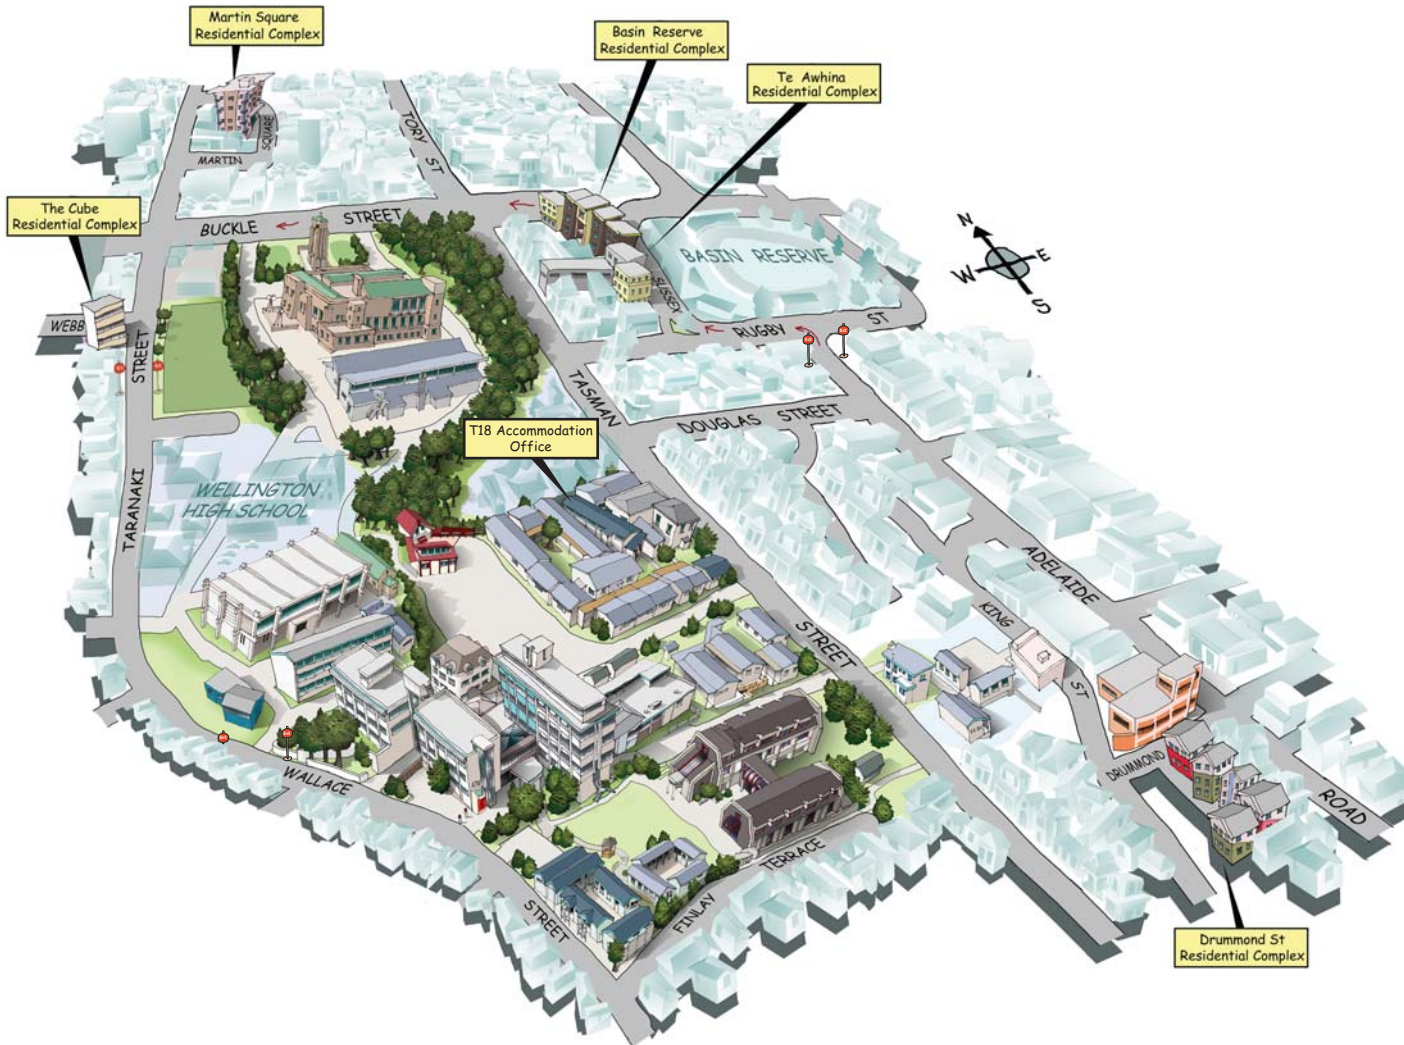 Martin Square
Residential Complex
Basin Reserve
Residential Complex
Te Awhina
Residential Complex
The Cube
Residential Complex
T18 Accommodation
Office
Drummond St
Residential Complex
MARTIN
SQUARE
TORY ST
BUCKLE STREET
BASIN RESERVE
N
E
W
S
WEBB
SUSSEX
RUGBY ST
TARANAKI STREET
TASMAN STREET
DOUGLAS STREET
WELLINGTON
HIGH SCHOOL
ADELAIDE ROAD
KING ST
DRUMMOND
WALLACE STREET
FINLAY TERRACE